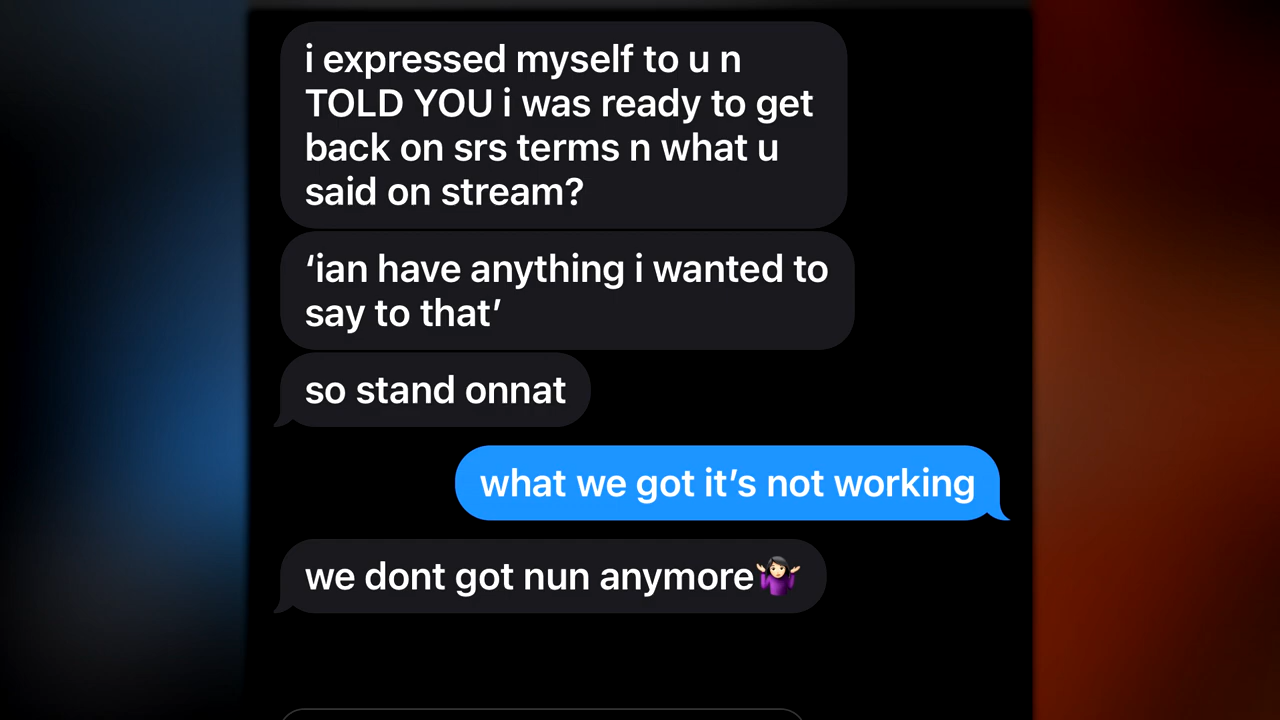 i expressed myself to u n
TOLD YOU i was ready to get
back on srs terms n what u
said on stream?
‘ian have anything i wanted to
say to that’
so stand onnat
what we got it’s not working
we dont got nun anymore🤷🏻‍♀️